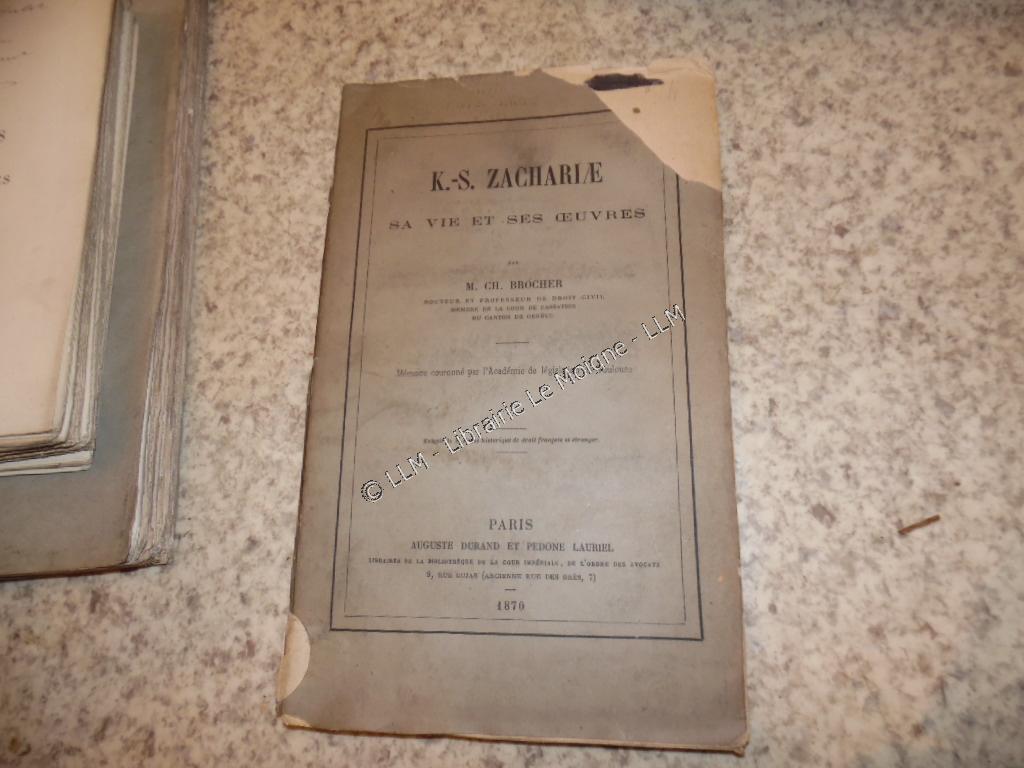 K.-S. ZACHARIÆ
SA VIE ET SES ŒUVRES
PAR
M. CH. BROCHER
DOCTEUR ET PROFESSEUR DE DROIT CIVIL
MEMBRE DE LA COUR DE CASSATION
DU CANTON DE GENÈVE
Mémoire couronné par l'Académie de
historique de droit français et étranger.
© LLM - Librairie Le Moigne - LLM
PARIS
AUGUSTE DURAND ET PEDONE LAURIEL
LIBRAIRES DE LA BIBLIOTHÈQUE DE LA COUR IMPÉRIALE, DE L'ORDRE DES AVOCATS
9, RUE CUJAS (ANCIENNE RUE DES GRÈS, 7)
1870